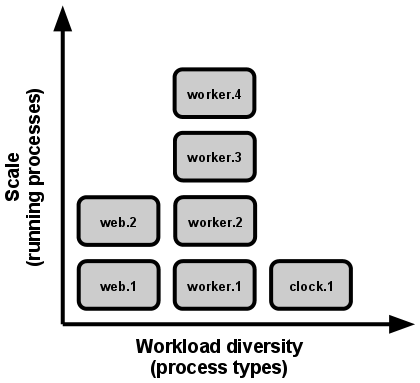 Scale
(running processes)
worker.4
worker.3
web.2
worker.2
web.1
worker.1
clock.1
Workload diversity
(process types)